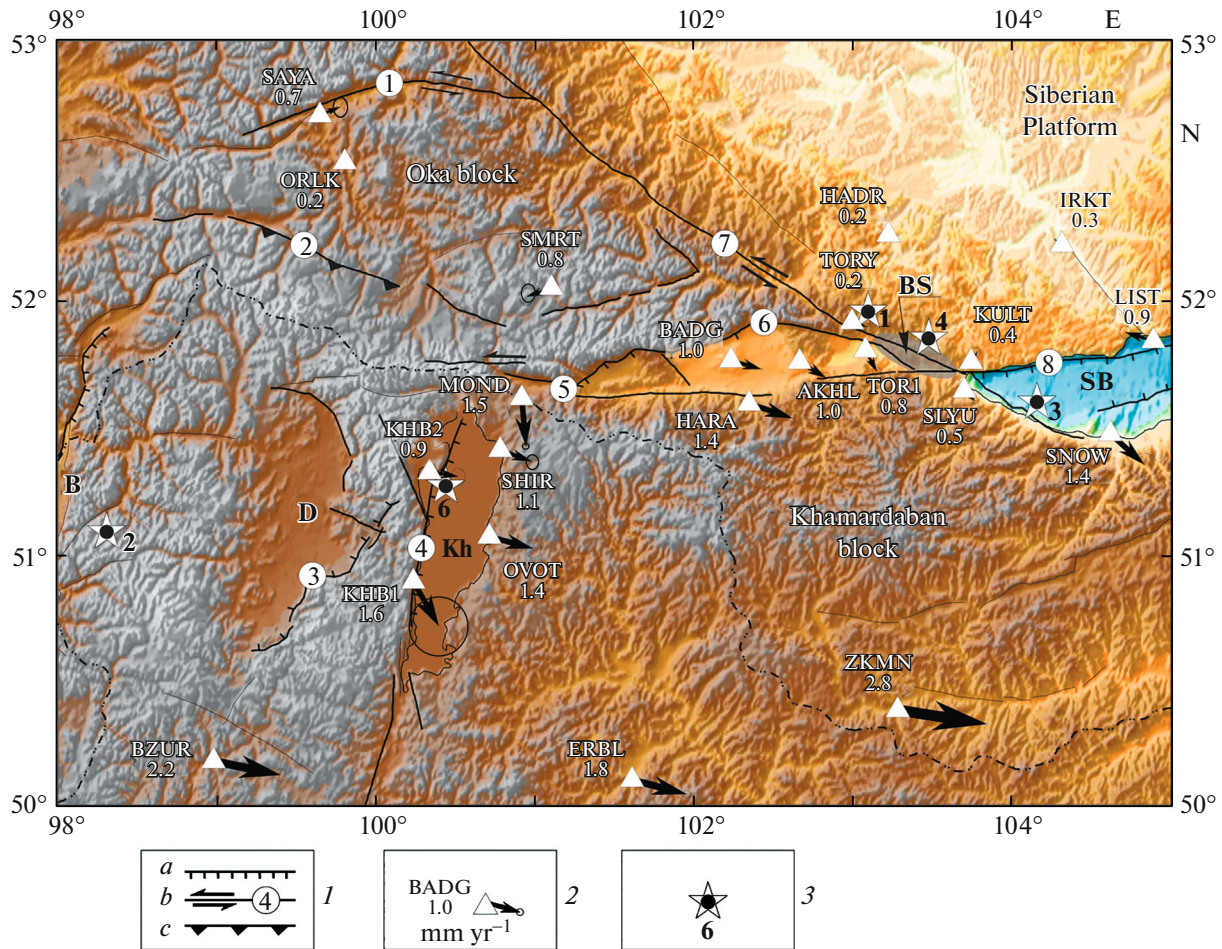 98° 100° 102° 104° E
53° 53°
SAYA
0.7
1
Siberian
Platform
N
ORLK
0.2
Oka block
HADR
0.2
IRKT
0.3
2
SMRT
0.8
7
TORY
0.2
BS
52° 52°
1
4
KULT
0.4
LIST
0.9
BADG
1.0
6
8
MOND
1.5
5
AKHL
1.0
TOR1
0.8
SLYU
0.5
SB
3
HARA
1.4
KHB2
0.9
SNOW
1.4
SHIR
1.1
B
D
6
2
Khamardaban
block
51° 51°
4
Kh
3
OVOT
1.4
KHB1
1.6
ZKMN
2.8
BZUR
2.2
ERBL
1.8
50° 50°
98° 100° 102° 104°
a
b 4
c
1
BADG
1.0
mm yr⁻¹
2
6
3